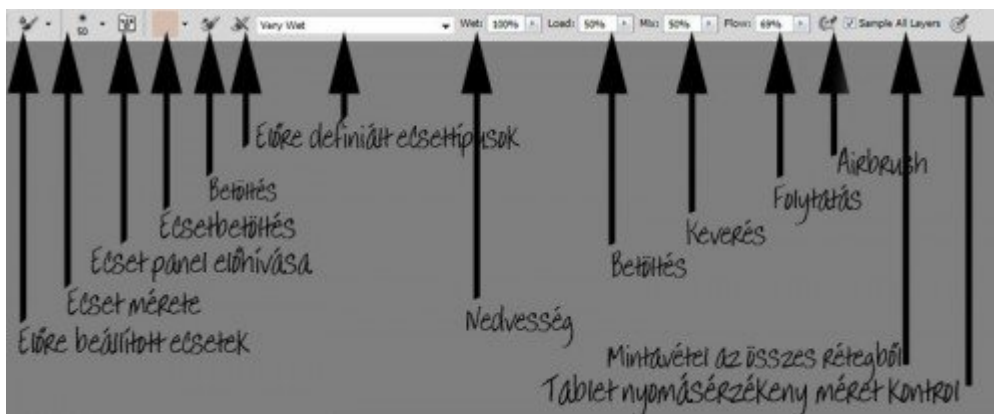 50 Very Wet Wet: 100% Load: 50% Mix: 50% Flow: 69% Sample All Layers
Előre definiált ecsettípusok
Airbrush
Betöltés
Folytatás
Ecsetbetöltés
Keverés
Ecset panel előhívása
Betöltés
Ecset mérete
Nedvesség
Előre beállított ecsetek
Mintavétel az összes rétegből
Tablet nyomásérzékeny méret kontrol